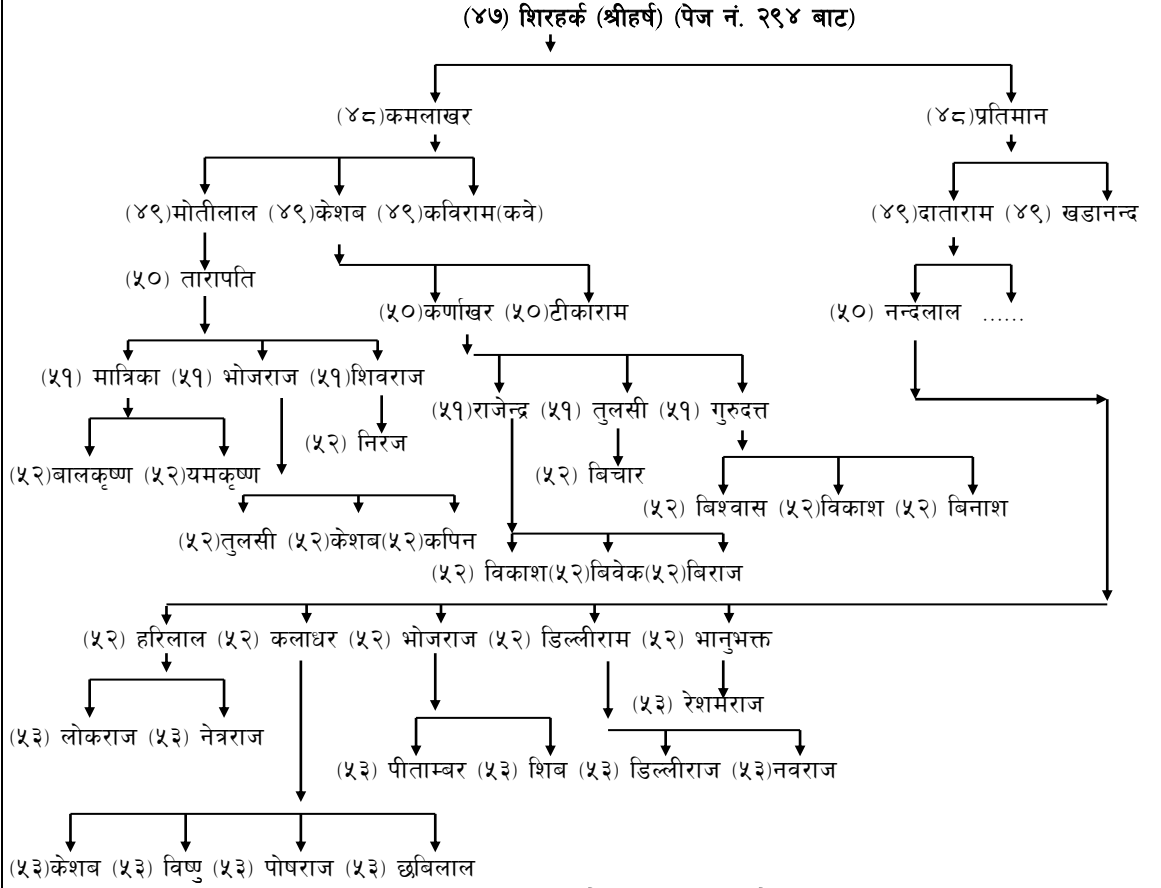 (४७) शिरहर्क (श्रीहर्ष) (पेज नं. २९४ बाट)
(४८)कमलाखर (४८)प्रतिमान
(४९)मोतीलाल (४९)केशब (४९)कविराम(कवे) (४९)दाताराम (४९) खडानन्द
(५०) तारापति
(५०)कर्णाखर (५०)टीकाराम (५०) नन्दलाल ......
(५१) मात्रिका (५१) भोजराज (५१)शिवराज
(५१)राजेन्द्र (५१) तुलसी (५१) गुरुदत्त
(५२) निरज
(५२)बालकृष्ण (५२)यमकृष्ण (५२) बिचार
(५२) बिश्वास (५२)विकाश (५२) बिनाश
(५२)तुलसी (५२)केशब(५२)कपिन
(५२) विकाश(५२)बिवेक(५२)बिराज
(५२) हरिलाल (५२) कलाधर (५२) भोजराज (५२) डिल्लीराम (५२) भानुभक्त
(५३) रेशमराज
(५३) लोकराज (५३) नेत्रराज
(५३) पीताम्बर (५३) शिब (५३) डिल्लीराज (५३)नवराज
(५३)केशब (५३) विष्णु (५३) पोषराज (५३) छबिलाल